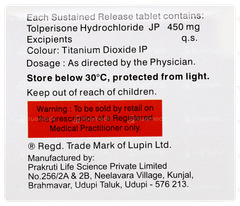 Each Sustained Release tablet contains:
Tolperisone Hydrochloride JP 450 mg
Excipients q.s.
Colour: Titanium Dioxide IP
Dosage : As directed by the Physician.
Store below 30°C, protected from light.
Keep out of reach of children.
Warning : To be sold by retail on
the prescription of a Registered
Medical Practitioner only.
® Regd. Trade Mark of Lupin Ltd.
Manufactured by:
Prakruti Life Science Private Limited
No.256/2A & 2B, Neelavara Village, Kunjal,
Brahmavar, Udupi Taluk, Udupi - 576 213.